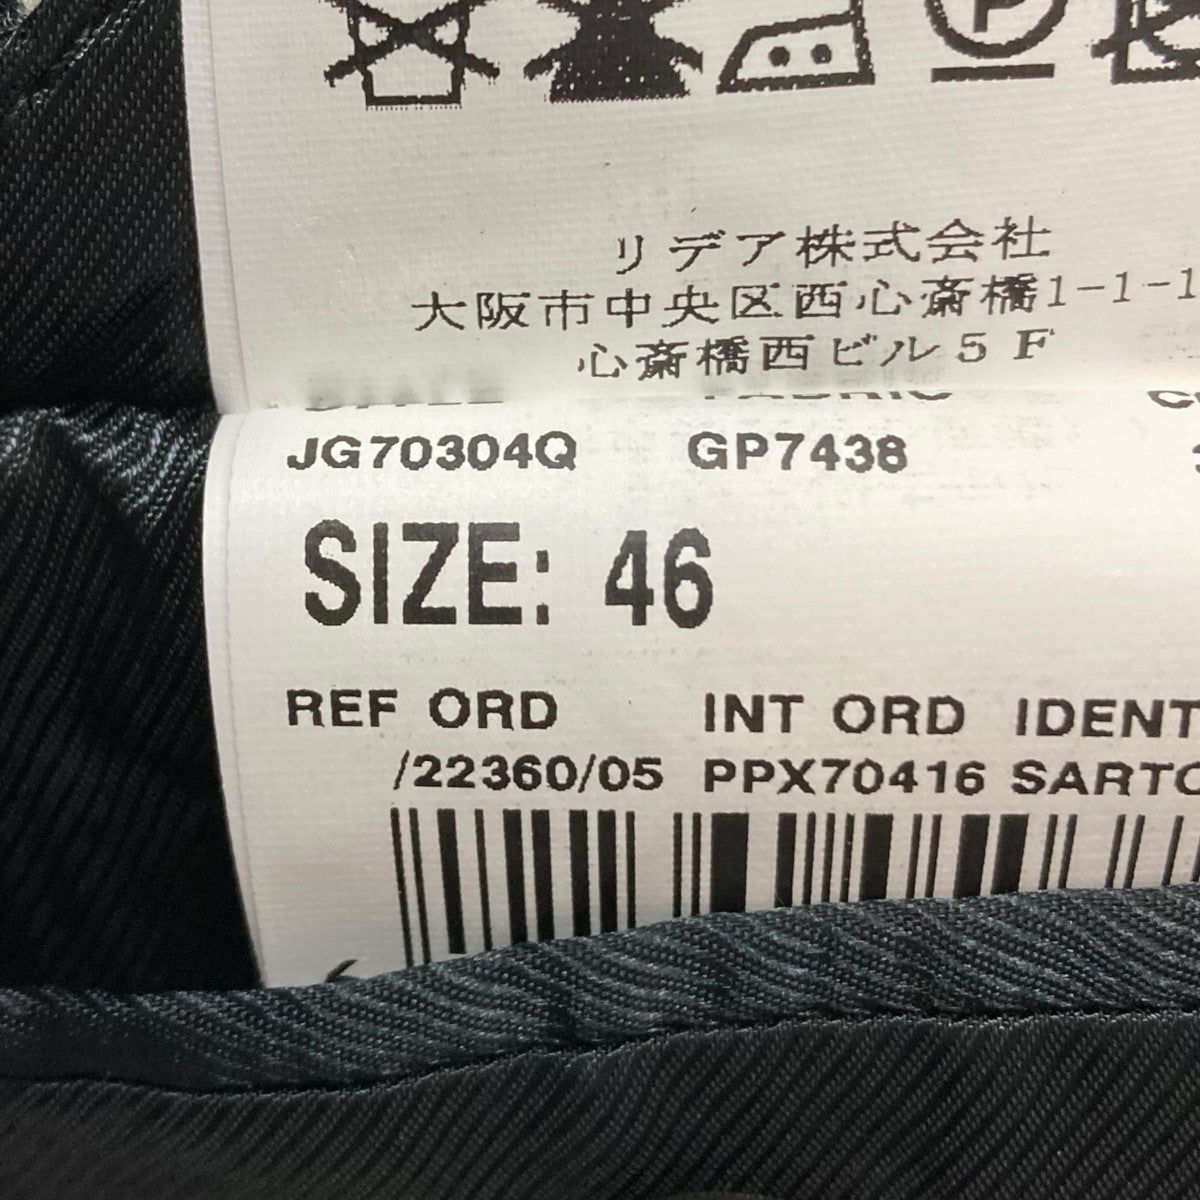 リデア株式会社
大阪市中央区西心斎橋1-1-1
心斎橋西ビル5F
JG70304Q GP7438
SIZE: 46
REF ORD INT ORD IDENT
/22360/05 PPX70416 SARTO